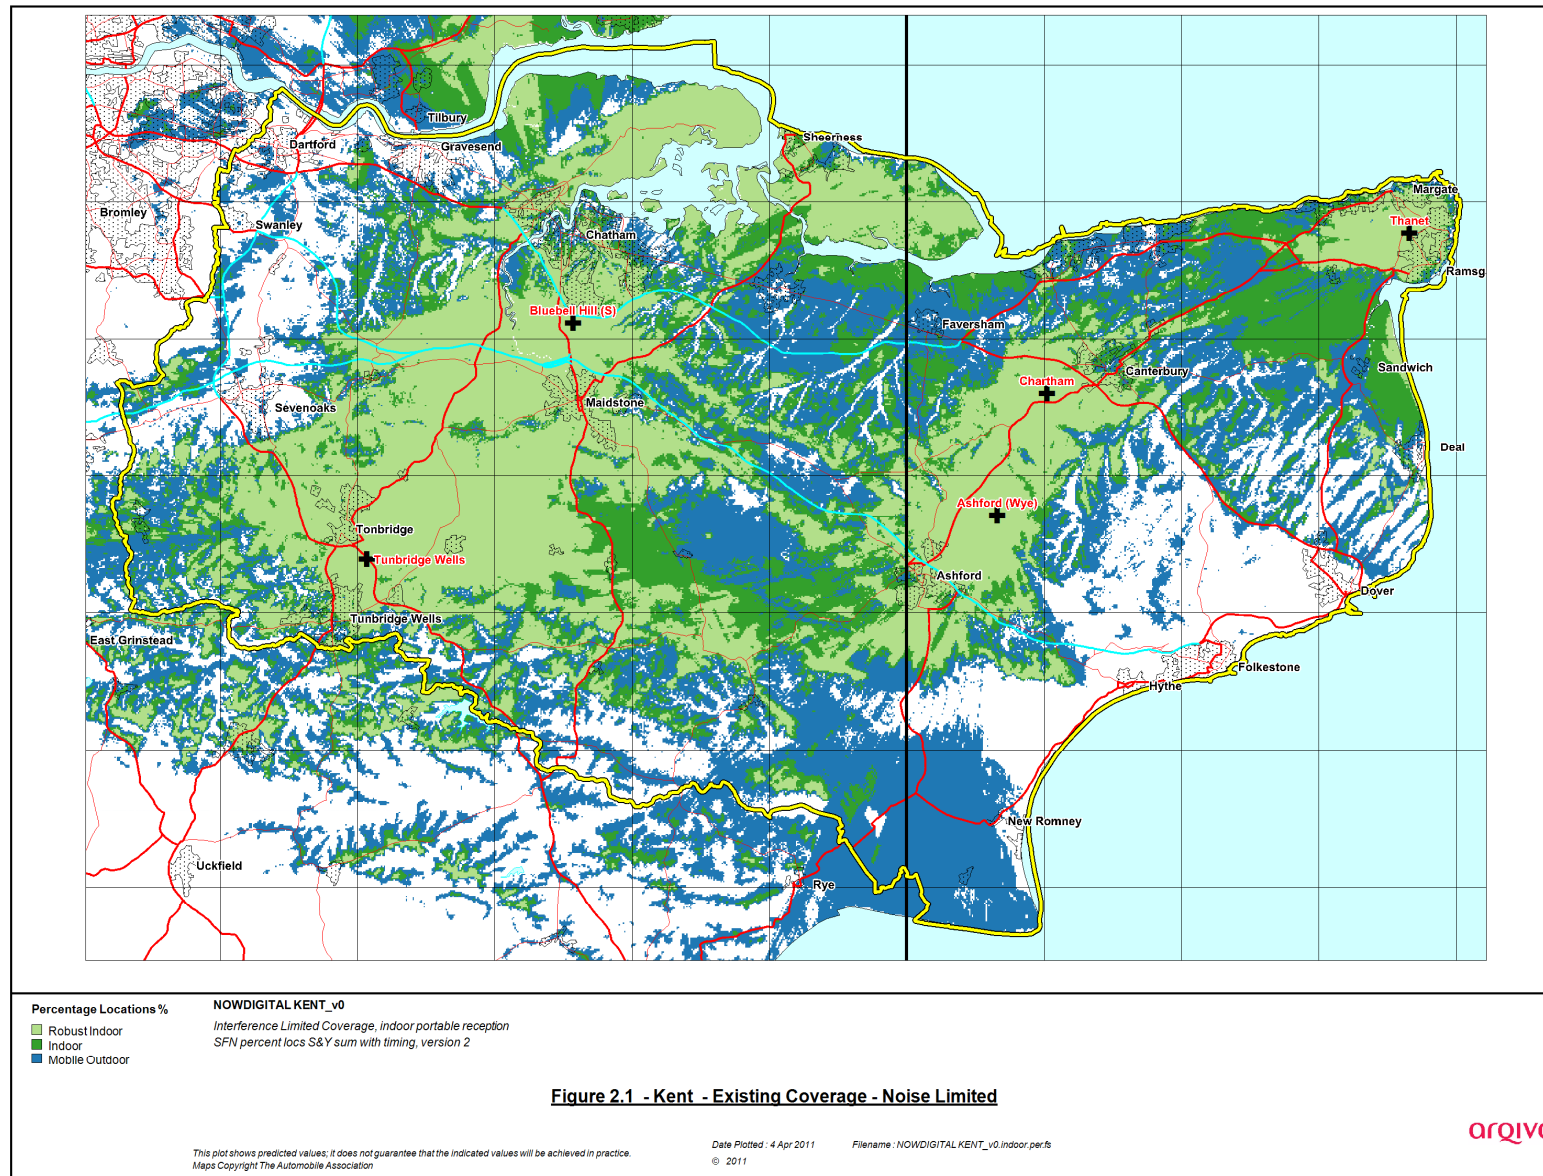 Tilbury
Sheerness
Dartford
Gravesend
Margate
Bromley
Thanet
Swanley
Chatham
Ramsg
Bluebell Hill (S)
Faversham
Sandwich
Canterbury
Chartham
Sevenoaks
Maidstone
Deal
Ashford (Wye)
Tonbridge
Tunbridge Wells
Ashford
Dover
Tunbridge Wells
East Grinstead
Folkestone
Hythe
New Romney
Uckfield
Rye
Percentage Locations %
Robust Indoor
Indoor
Mobile Outdoor
NOWDIGITAL KENT_v0
Interference Limited Coverage, indoor portable reception
SFN percent locs S&Y sum with timing, version 2
Figure 2.1 - Kent - Existing Coverage - Noise Limited
arqiva
This plot shows predicted values; it does not guarantee that the indicated values will be achieved in practice.
Maps Copyright The Automobile Association
Date Plotted : 4 Apr 2011 Filename : NOWDIGITAL KENT_v0.indoor.per.fs
© 2011